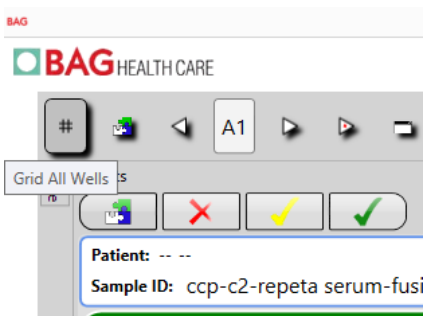 BAG
BAG HEALTH CARE
# A1
Grid All Wells
Patient: -- --
Sample ID: ccp-c2-repeta serum-fusi